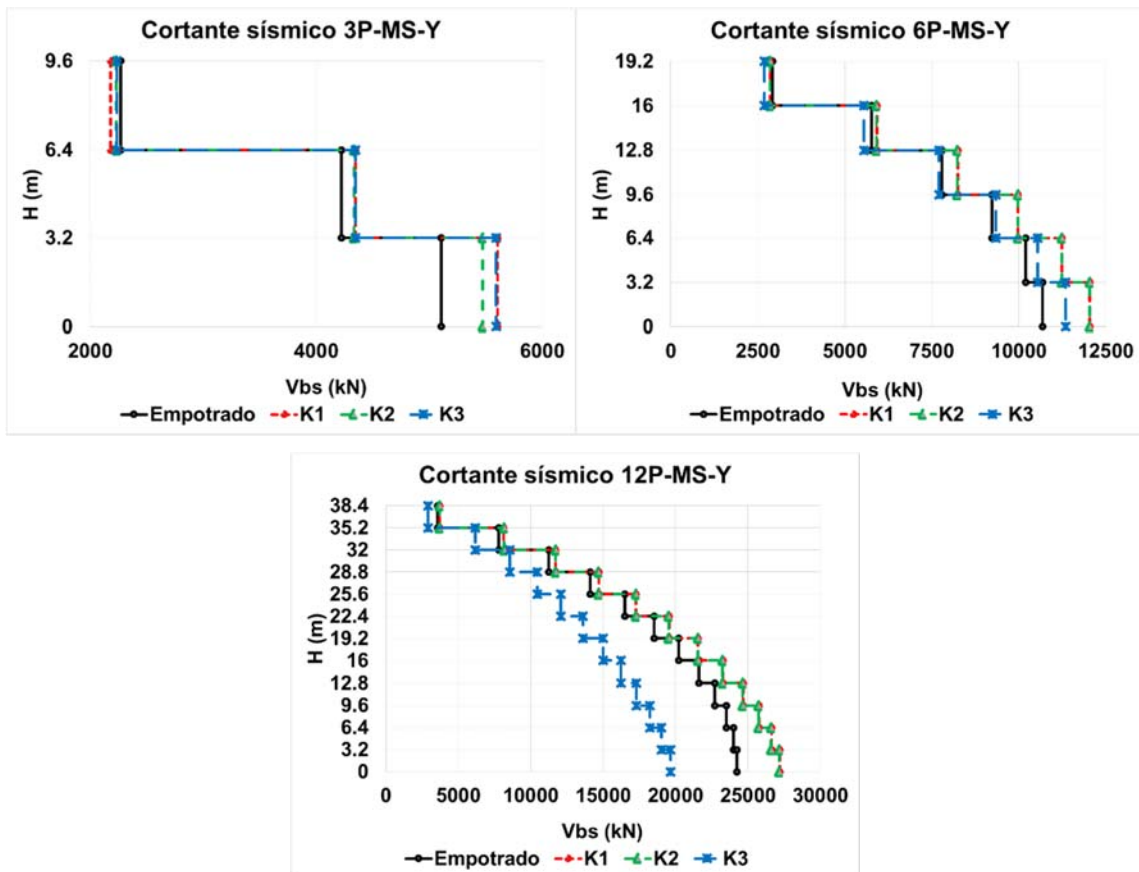 Cortante sísmico 3P-MS-Y
9.6
6.4
3.2
0
H (m)
2000 4000 6000
Vbs (kN)
Empotrado K1 K2 K3
Cortante sísmico 6P-MS-Y
19.2
16
12.8
9.6
6.4
3.2
0
H (m)
0 2500 5000 7500 10000 12500
Vbs (kN)
Empotrado K1 K2 K3
Cortante sísmico 12P-MS-Y
38.4
35.2
32
28.8
25.6
22.4
19.2
16
12.8
9.6
6.4
3.2
0
H (m)
0 5000 10000 15000 20000 25000 30000
Vbs (kN)
Empotrado K1 K2 K3